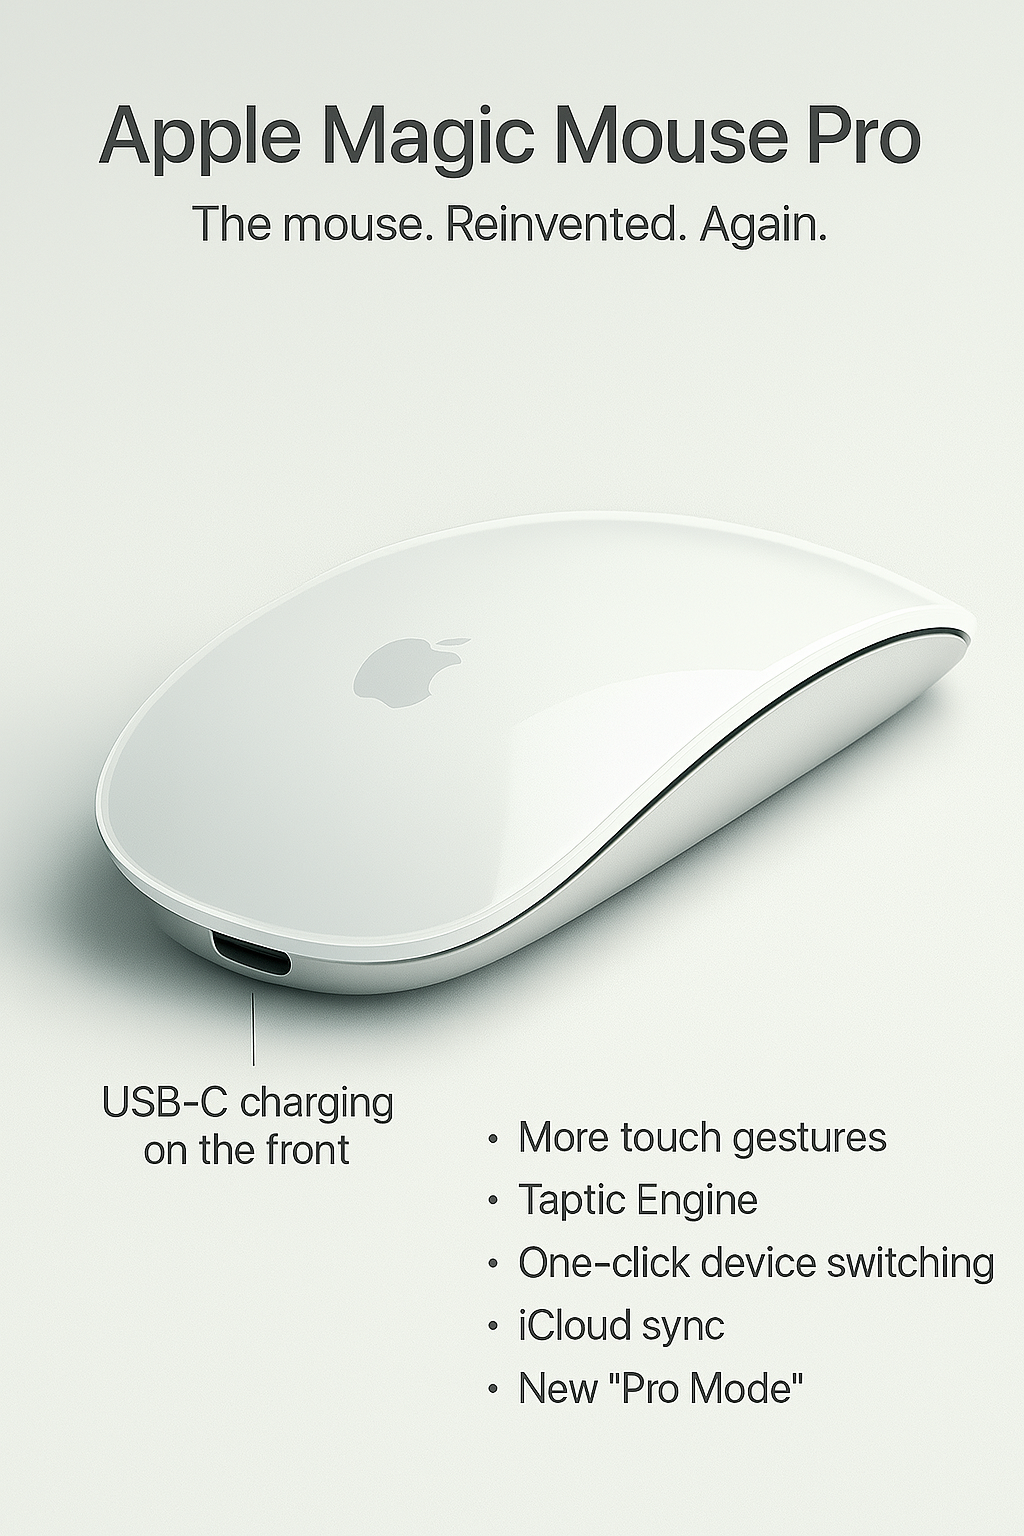 Apple Magic Mouse Pro
The mouse. Reinvented. Again.
USB-C charging
on the front
• More touch gestures
• Taptic Engine
• One-click device switching
• iCloud sync
• New "Pro Mode"